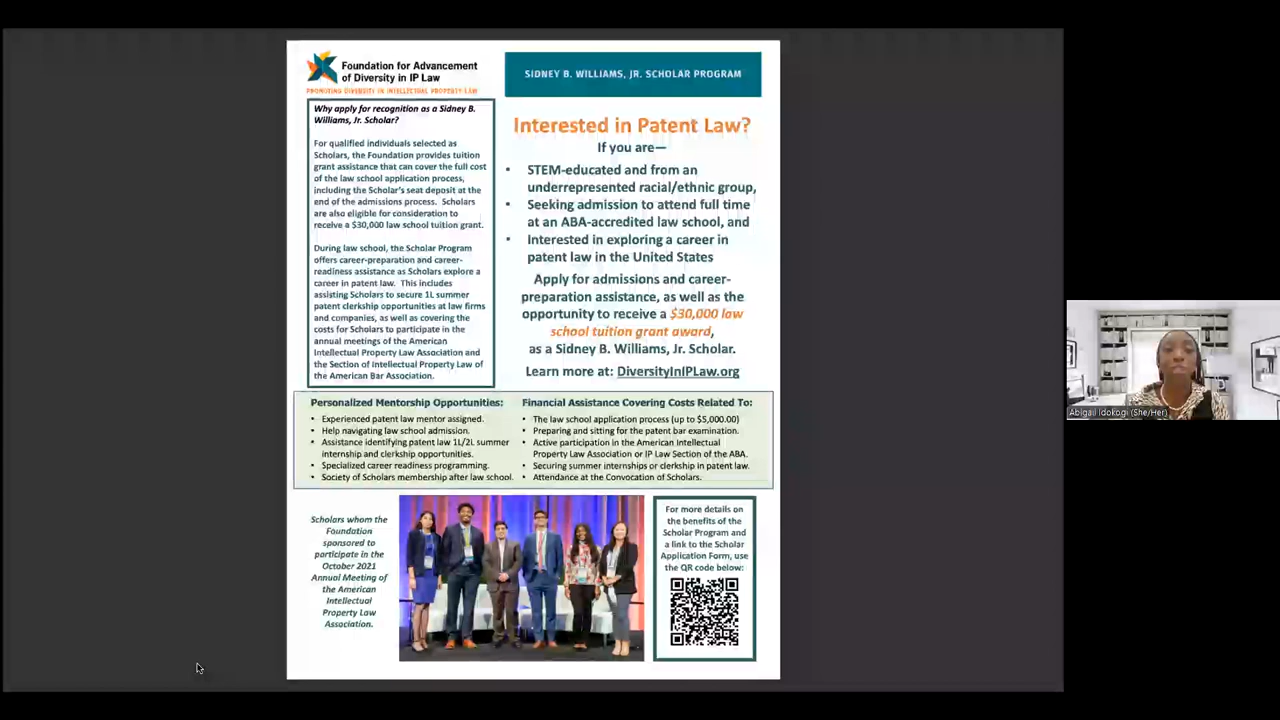 Foundation for Advancement
of Diversity in IP Law
PROMOTING DIVERSITY IN INTELLECTUAL PROPERTY LAW
SIDNEY B. WILLIAMS, JR. SCHOLAR PROGRAM
Why apply for recognition as a Sidney B.
Williams, Jr. Scholar?
For qualified individuals selected as
Scholars, the Foundation provides tuition
grant assistance that can cover the full cost
of the law school application process,
including the Scholar's seat deposit at the
end of the admissions process. Scholars
are also eligible for consideration to
receive a $30,000 law school tuition grant.
During law school, the Scholar Program
offers career-preparation and career-
readiness assistance as Scholars explore a
career in patent law. This includes
assisting Scholars to secure 1L summer
patent clerkship opportunities at law firms
and companies, as well as covering the
costs for Scholars to participate in the
annual meetings of the American
Intellectual Property Law Association and
the Section of Intellectual Property Law of
the American Bar Association.
Interested in Patent Law?
If you are—
• STEM-educated and from an
underrepresented racial/ethnic group,
• Seeking admission to attend full time
at an ABA-accredited law school, and
• Interested in exploring a career in
patent law in the United States
Apply for admissions and career-
preparation assistance, as well as the
opportunity to receive a $30,000 law
school tuition grant award,
as a Sidney B. Williams, Jr. Scholar.
Learn more at: DiversityInIPLaw.org
Personalized Mentorship Opportunities:
• Experienced patent law mentor assigned.
• Help navigating law school admission.
• Assistance identifying patent law 1L/2L summer
internship and clerkship opportunities.
• Specialized career readiness programming.
• Society of Scholars membership after law school.
Financial Assistance Covering Costs Related To:
• The law school application process (up to $5,000.00)
• Preparing and sitting for the patent bar examination.
• Active participation in the American Intellectual
Property Law Association or IP Law Section of the ABA.
• Securing summer internships or clerkship in patent law.
• Attendance at the Convocation of Scholars.
Scholars whom the
Foundation
sponsored to
participate in the
October 2021
Annual Meeting of
the American
Intellectual
Property Law
Association.
For more details on
the benefits of the
Scholar Program and
a link to the Scholar
Application Form, use
the QR code below:
Abigail Idokogi (She/Her)